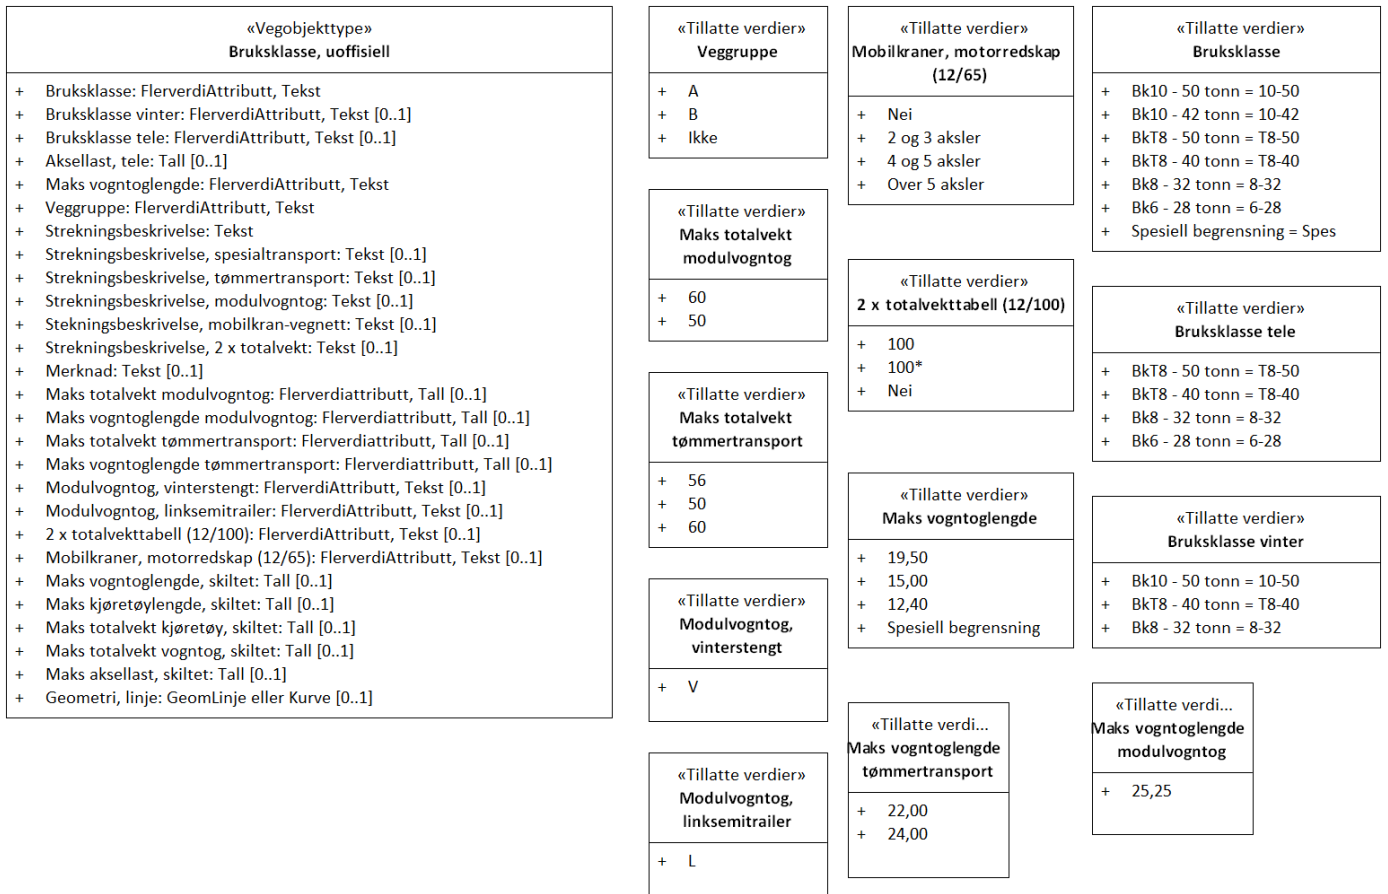 «Vegobjekttype»
Bruksklasse, uoffisiell
+ Bruksklasse: FlerverdiAttributt, Tekst
+ Bruksklasse vinter: FlerverdiAttributt, Tekst [0..1]
+ Bruksklasse tele: FlerverdiAttributt, Tekst [0..1]
+ Aksellast, tele: Tall [0..1]
+ Maks vogntoglengde: FlerverdiAttributt, Tekst
+ Veggruppe: FlerverdiAttributt, Tekst
+ Strekningsbeskrivelse: Tekst
+ Strekningsbeskrivelse, spesialtransport: Tekst [0..1]
+ Strekningsbeskrivelse, tømmertransport: Tekst [0..1]
+ Strekningsbeskrivelse, modulvogntog: Tekst [0..1]
+ Stekningsbeskrivelse, mobilkran-vegnett: Tekst [0..1]
+ Strekningsbeskrivelse, 2 x totalvekt: Tekst [0..1]
+ Merknad: Tekst [0..1]
+ Maks totalvekt modulvogntog: Flerverdiattributt, Tall [0..1]
+ Maks vogntoglengde modulvogntog: Flerverdiattributt, Tall [0..1]
+ Maks totalvekt tømmertransport: Flerverdiattributt, Tall [0..1]
+ Maks vogntoglengde tømmertransport: Flerverdiattributt, Tall [0..1]
+ Modulvogntog, vinterstengt: FlerverdiAttributt, Tekst [0..1]
+ Modulvogntog, linksemitrailer: FlerverdiAttributt, Tekst [0..1]
+ 2 x totalvekttabell (12/100): FlerverdiAttributt, Tekst [0..1]
+ Mobilkraner, motorredskap (12/65): FlerverdiAttributt, Tekst [0..1]
+ Maks vogntoglengde, skiltet: Tall [0..1]
+ Maks kjøretøylengde, skiltet: Tall [0..1]
+ Maks totalvekt kjøretøy, skiltet: Tall [0..1]
+ Maks totalvekt vogntog, skiltet: Tall [0..1]
+ Maks aksellast, skiltet: Tall [0..1]
+ Geometri, linje: GeomLinje eller Kurve [0..1]
«Tillatte verdier»
Veggruppe
+ A
+ B
+ Ikke
«Tillatte verdier»
Maks totalvekt
modulvogntog
+ 60
+ 50
«Tillatte verdier»
Maks totalvekt
tømmertransport
+ 56
+ 50
+ 60
«Tillatte verdier»
Modulvogntog,
vinterstengt
+ V
«Tillatte verdier»
Modulvogntog,
linksemitrailer
+ L
«Tillatte verdier»
Mobilkraner, motorredskap
(12/65)
+ Nei
+ 2 og 3 aksler
+ 4 og 5 aksler
+ Over 5 aksler
«Tillatte verdier»
2 x totalvekttabell (12/100)
+ 100
+ 100*
+ Nei
«Tillatte verdier»
Maks vogntoglengde
+ 19,50
+ 15,00
+ 12,40
+ Spesiell begrensning
«Tillatte verdi...
Maks vogntoglengde
tømmertransport
+ 22,00
+ 24,00
«Tillatte verdier»
Bruksklasse
+ Bk10 - 50 tonn = 10-50
+ Bk10 - 42 tonn = 10-42
+ BkT8 - 50 tonn = T8-50
+ BkT8 - 40 tonn = T8-40
+ Bk8 - 32 tonn = 8-32
+ Bk6 - 28 tonn = 6-28
+ Spesiell begrensning = Spes
«Tillatte verdier»
Bruksklasse tele
+ BkT8 - 50 tonn = T8-50
+ BkT8 - 40 tonn = T8-40
+ Bk8 - 32 tonn = 8-32
+ Bk6 - 28 tonn = 6-28
«Tillatte verdier»
Bruksklasse vinter
+ Bk10 - 50 tonn = 10-50
+ BkT8 - 40 tonn = T8-40
+ Bk8 - 32 tonn = 8-32
«Tillatte verdi...
Maks vogntoglengde
modulvogntog
+ 25,25